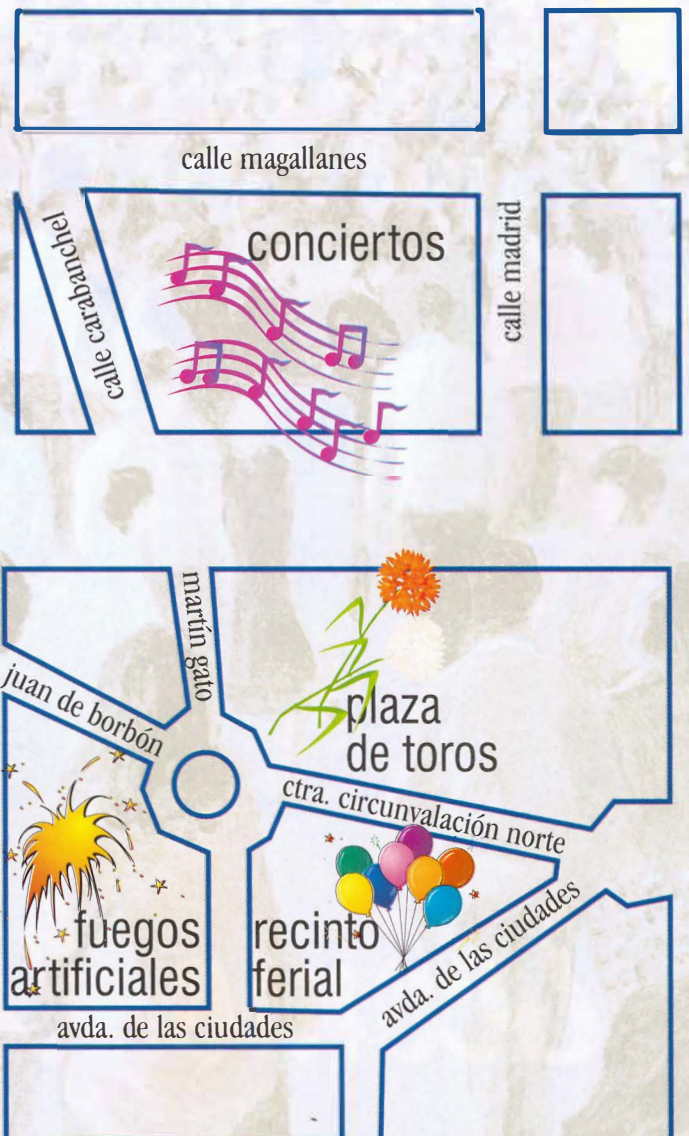 calle magallanes
calle carabanchel
conciertos
calle madrid
martín gato
juan de borbón
plaza
de toros
ctra. circunvalación norte
fuegos
artificiales
recinto
ferial
avda. de las ciudades
avda. de las ciudades